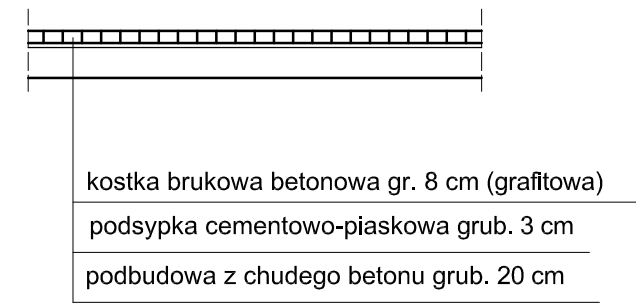 kostka brukowa betonowa gr. 8 cm (grafitowa)
podsypka cementowo-piaskowa grub. 3 cm
podbudowa z chudego betonu grub. 20 cm